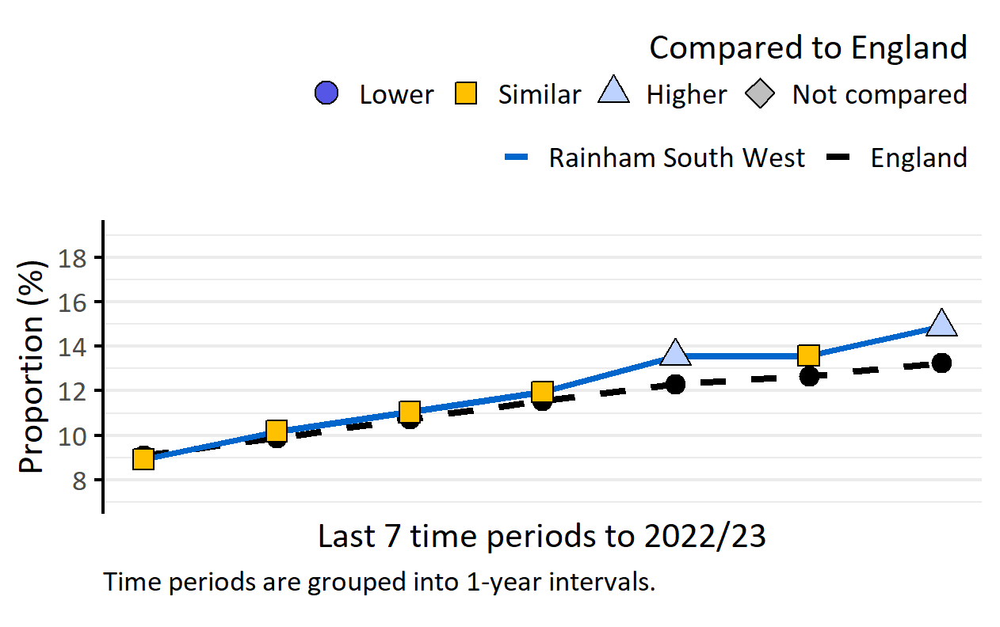 Compared to England
Lower Similar Higher Not compared
Rainham South West England
Proportion (%)
18
16
14
12
10
8
Last 7 time periods to 2022/23
Time periods are grouped into 1-year intervals.